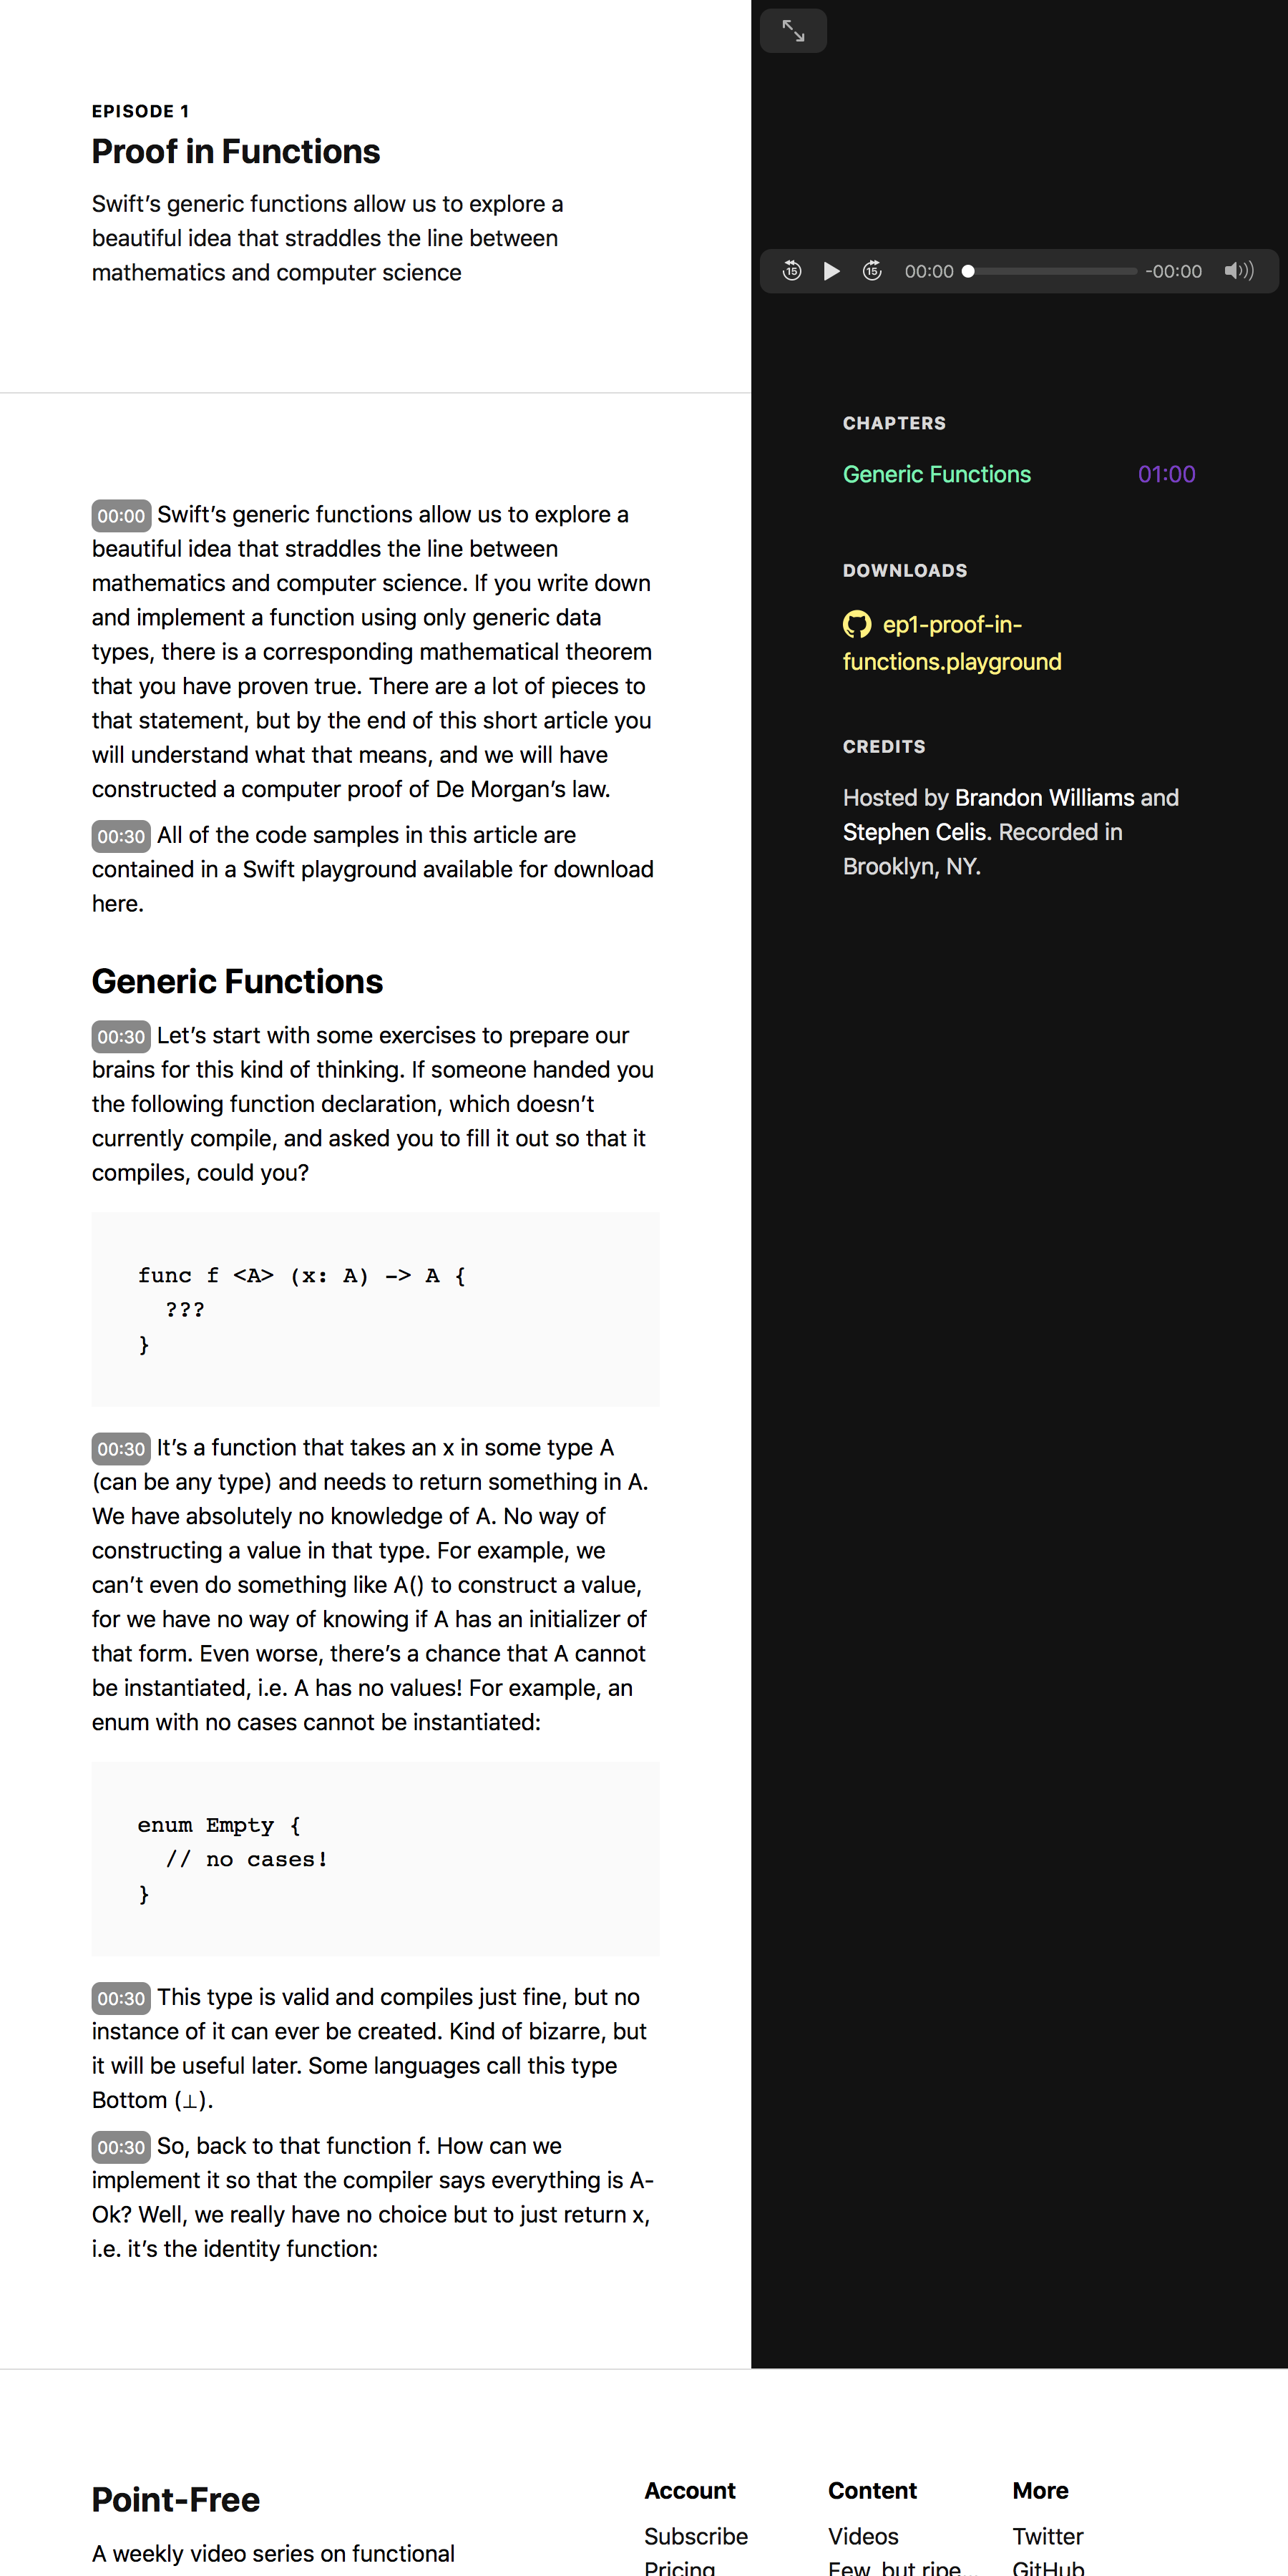 EPISODE 1
Proof in Functions
Swift’s generic functions allow us to explore a
beautiful idea that straddles the line between
mathematics and computer science
00:00 Swift’s generic functions allow us to explore a
beautiful idea that straddles the line between
mathematics and computer science. If you write down
and implement a function using only generic data
types, there is a corresponding mathematical theorem
that you have proven true. There are a lot of pieces to
that statement, but by the end of this short article you
will understand what that means, and we will have
constructed a computer proof of De Morgan’s law.
00:30 All of the code samples in this article are
contained in a Swift playground available for download
here.
Generic Functions
00:30 Let’s start with some exercises to prepare our
brains for this kind of thinking. If someone handed you
the following function declaration, which doesn’t
currently compile, and asked you to fill it out so that it
compiles, could you?
func f <A> (x: A) -> A {
???
}
00:30 It’s a function that takes an x in some type A
(can be any type) and needs to return something in A.
We have absolutely no knowledge of A. No way of
constructing a value in that type. For example, we
can’t even do something like A() to construct a value,
for we have no way of knowing if A has an initializer of
that form. Even worse, there’s a chance that A cannot
be instantiated, i.e. A has no values! For example, an
enum with no cases cannot be instantiated:
enum Empty {
// no cases!
}
00:30 This type is valid and compiles just fine, but no
instance of it can ever be created. Kind of bizarre, but
it will be useful later. Some languages call this type
Bottom (⊥).
00:30 So, back to that function f. How can we
implement it so that the compiler says everything is A-
Ok? Well, we really have no choice but to just return x,
i.e. it’s the identity function:
15 15 00:00 -00:00
CHAPTERS
Generic Functions 01:00
DOWNLOADS
ep1-proof-in-
functions.playground
CREDITS
Hosted by Brandon Williams and
Stephen Celis. Recorded in
Brooklyn, NY.
Point-Free
A weekly video series on functional
Account
Subscribe
Pricing
Content
Videos
Few, but ripe…
More
Twitter
GitHub